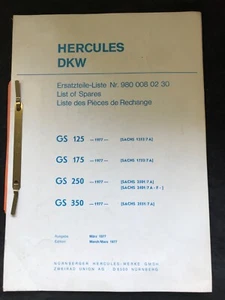 HERCULES
DKW
Ersatzteile-Liste Nr. 980 008 02 30
List of Spares
Liste des Pièces de Rechange
GS 125 — 1977 — (SACHS 1251/7 A)
GS 175 — 1977 — (SACHS 1751/7 A)
GS 250 — 1977 — (SACHS 2501/7 A)
(SACHS 2501/7 A - F - )
GS 350 — 1977 — (SACHS 3501/7 A)
Ausgabe März 1977
Edition March-Mars 1977
NÜRNBERGER HERCULES-WERKE GMBH
ZWEIRAD UNION AG · D8500 NÜRNBERG